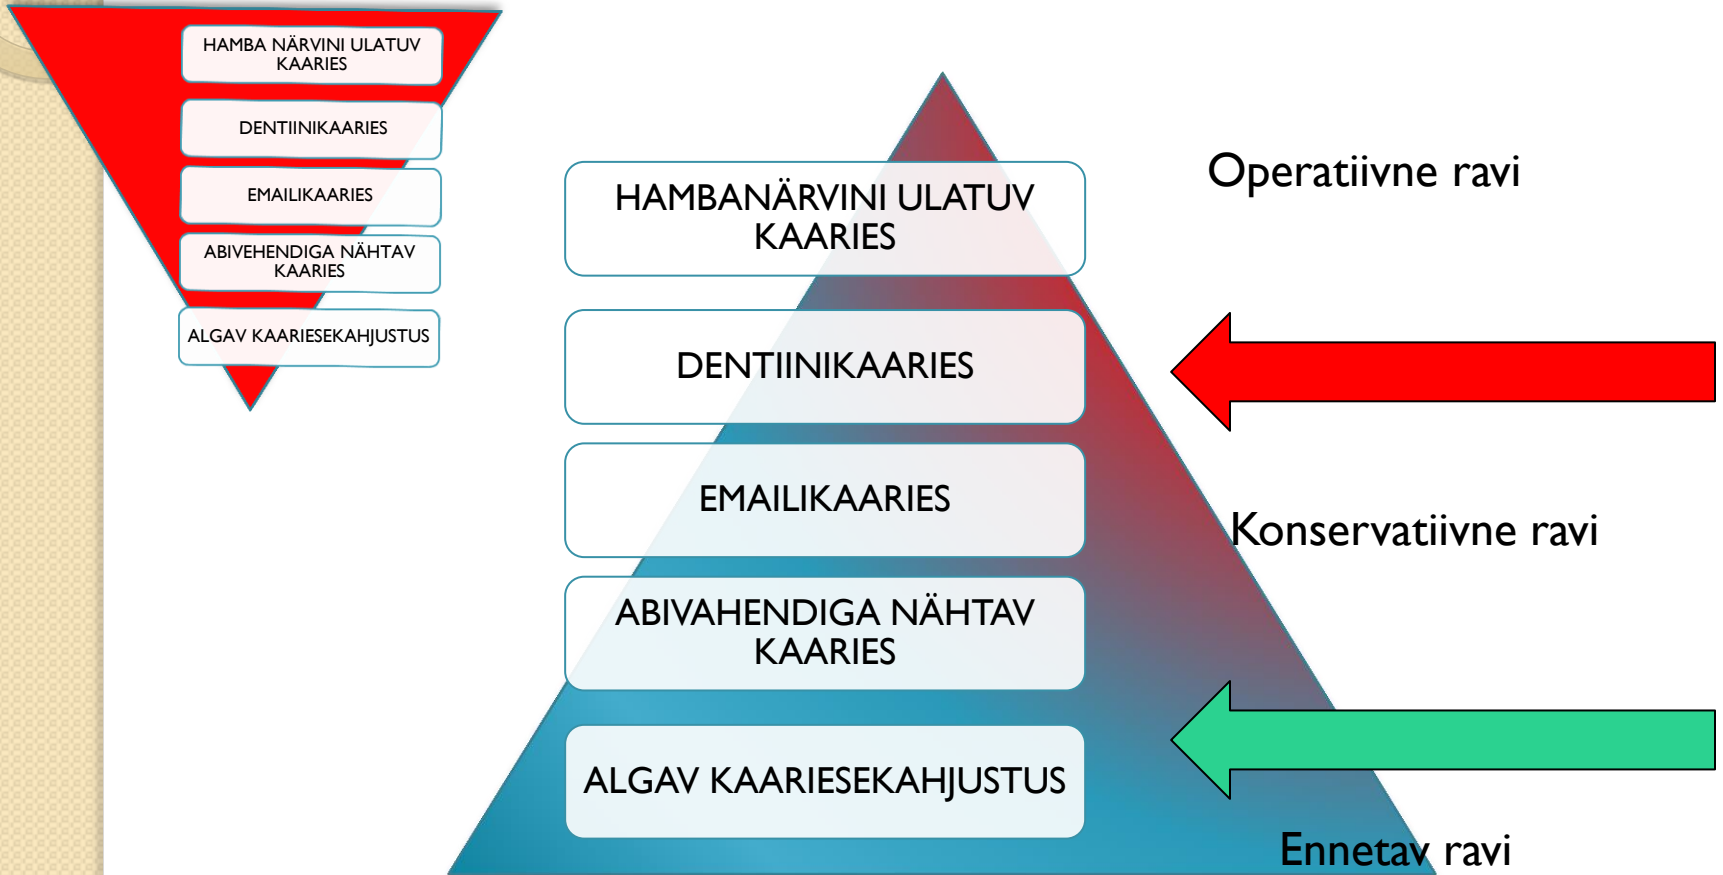 HAMBA NÄRVINI ULATUV
KAARIES
DENTIINIKAARIES
EMAILIKAARIES
ABIVEHENDIGA NÄHTAV
KAARIES
ALGAV KAARIESEKAHJUSTUS
HAMBANÄRVINI ULATUV
KAARIES
DENTIINIKAARIES
EMAILIKAARIES
ABIVAHENDIGA NÄHTAV
KAARIES
ALGAV KAARIESEKAHJUSTUS
Operatiivne ravi
Konservatiivne ravi
Ennetav ravi